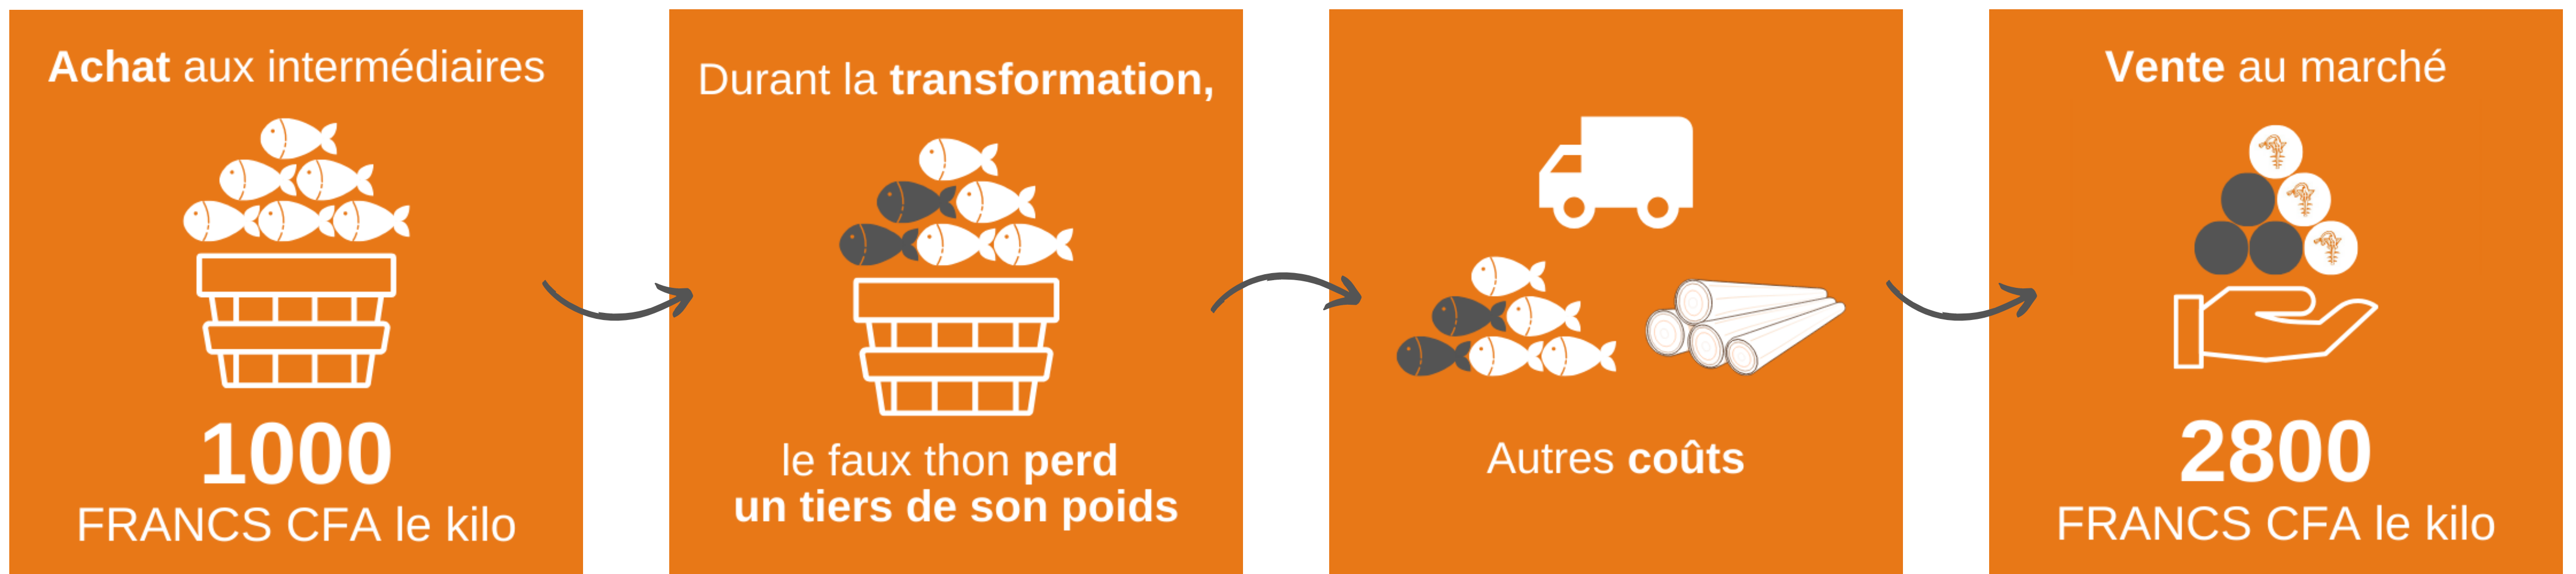 Achat aux intermédiaires
1000
FRANCS CFA le kilo
Durant la transformation,
le faux thon perd
un tiers de son poids
Autres coûts
Vente au marché
2800
FRANCS CFA le kilo